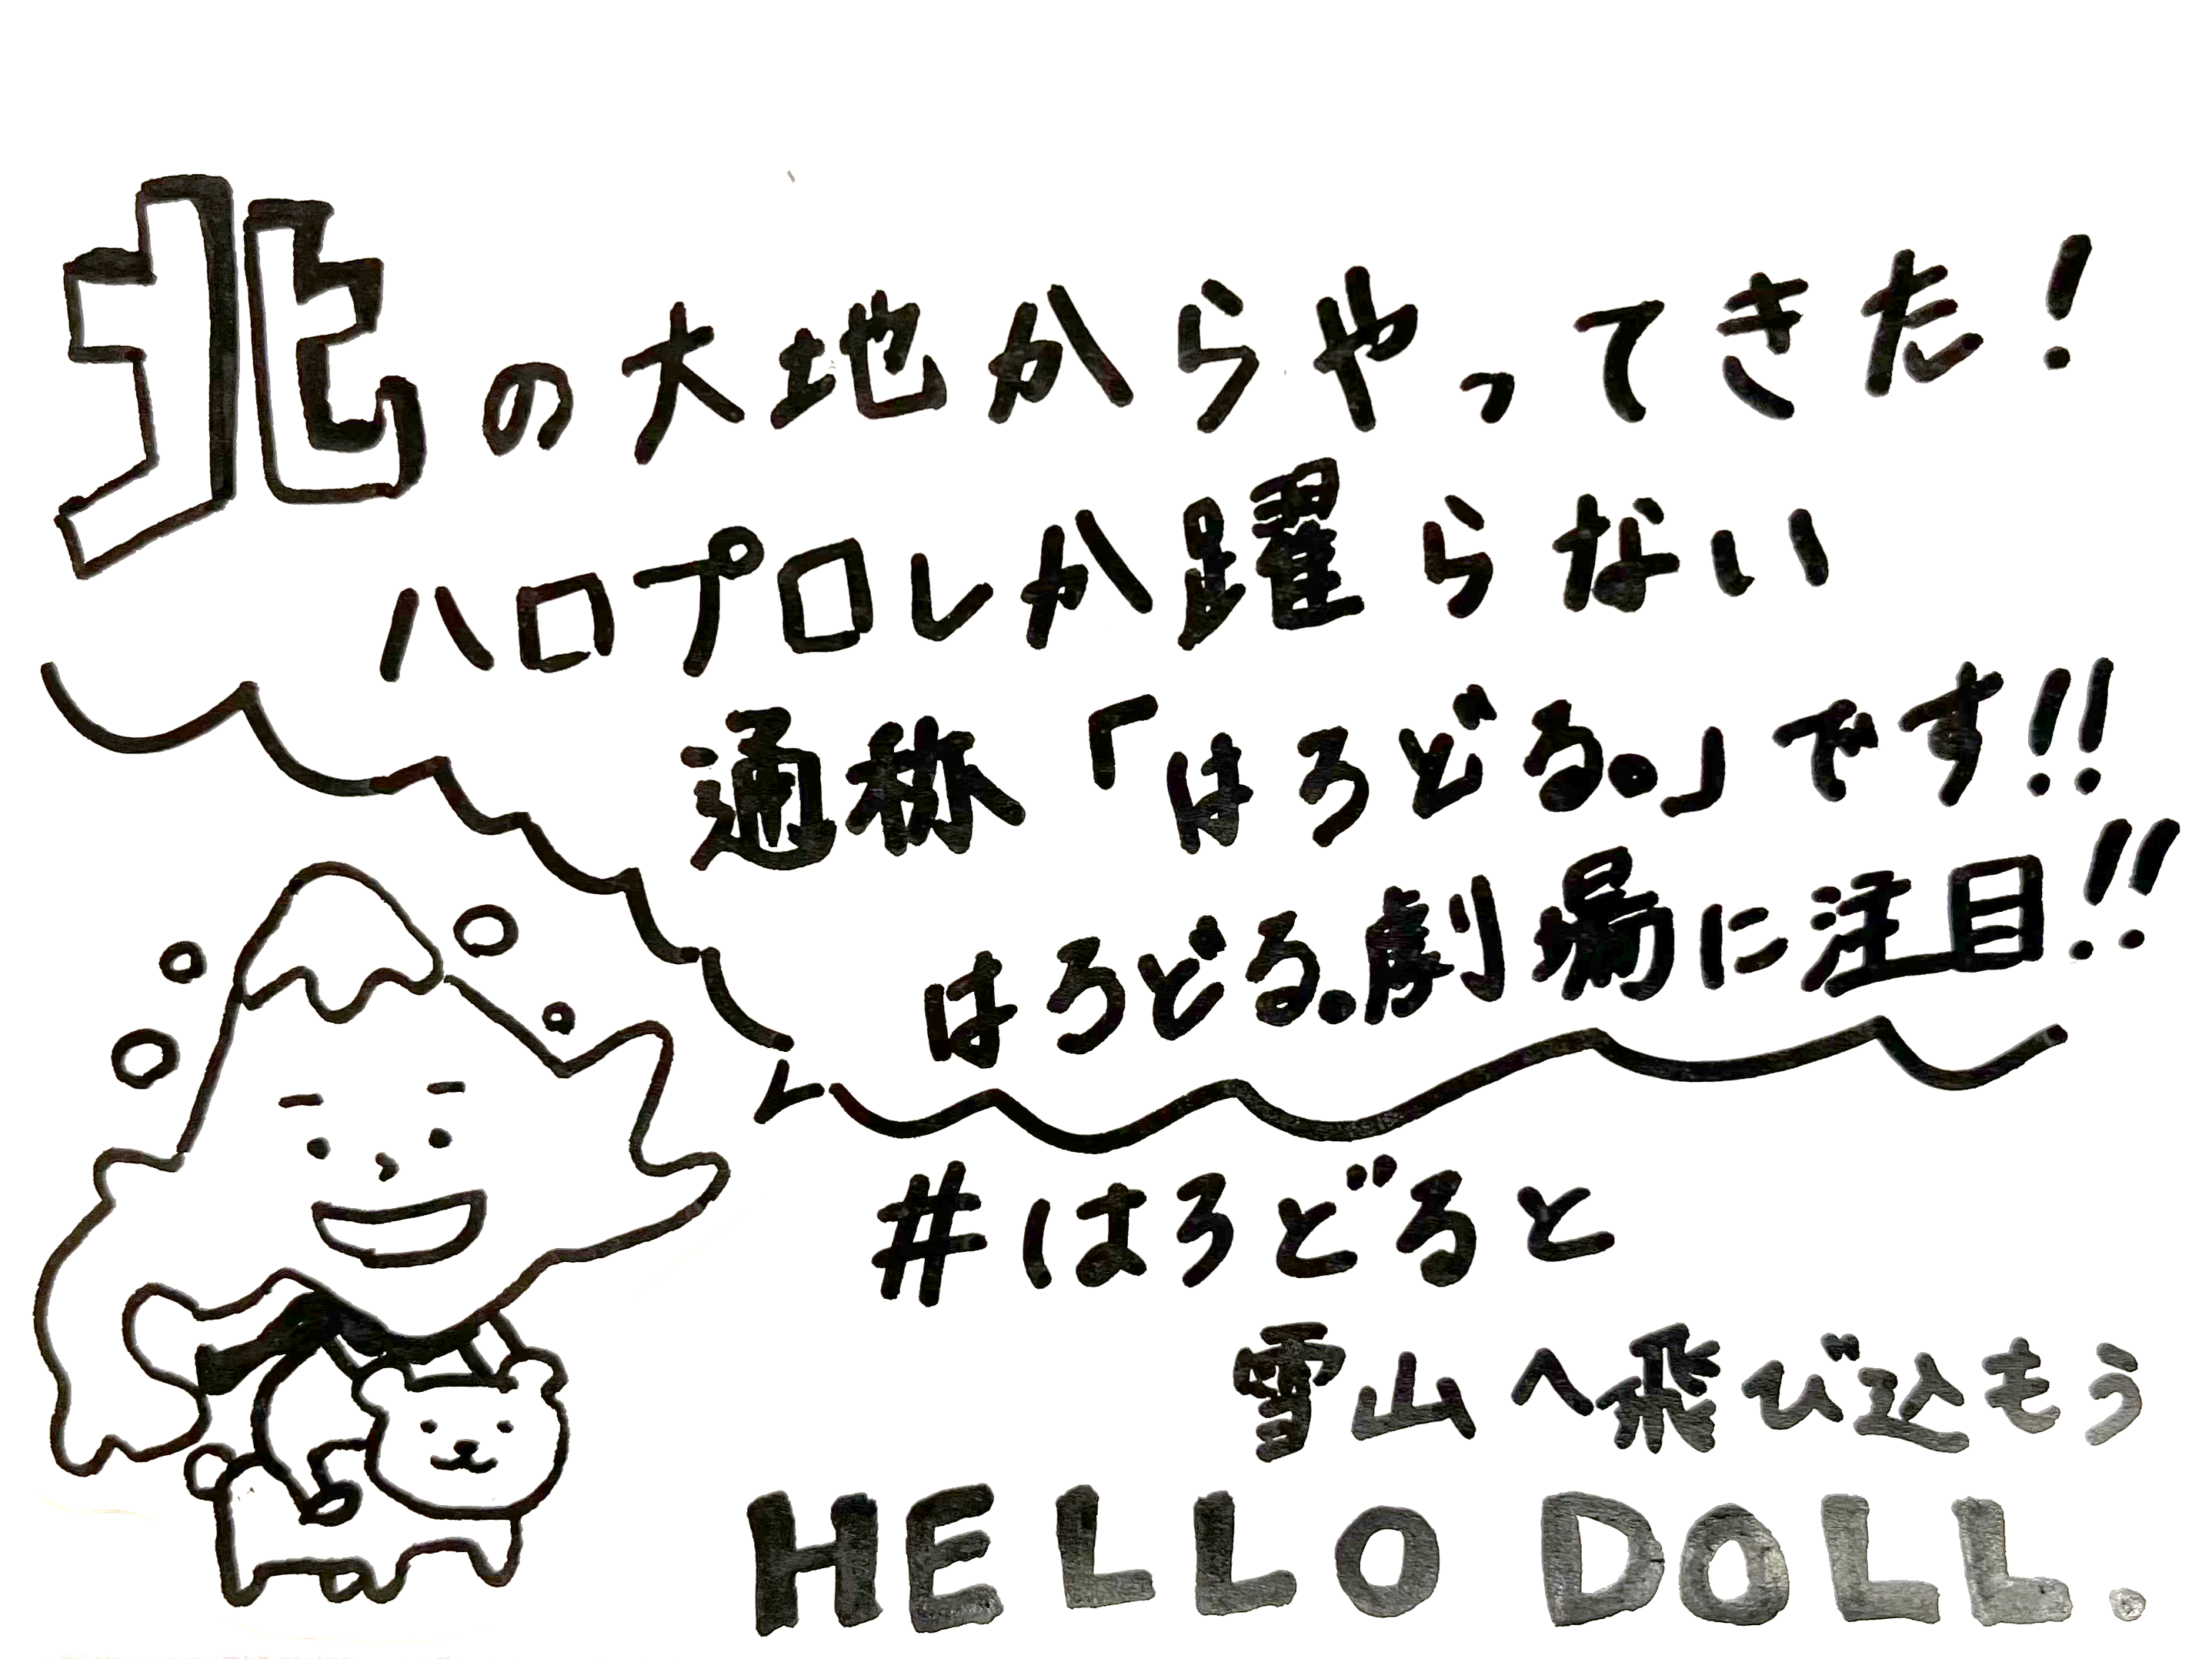 北の大地からやってきた!
ハロプロしか躍らない
通称「はろどる。」です!!
はろどる。劇場に注目!!
#はろどると
雪山へ飛び込もう
HELLO DOLL.